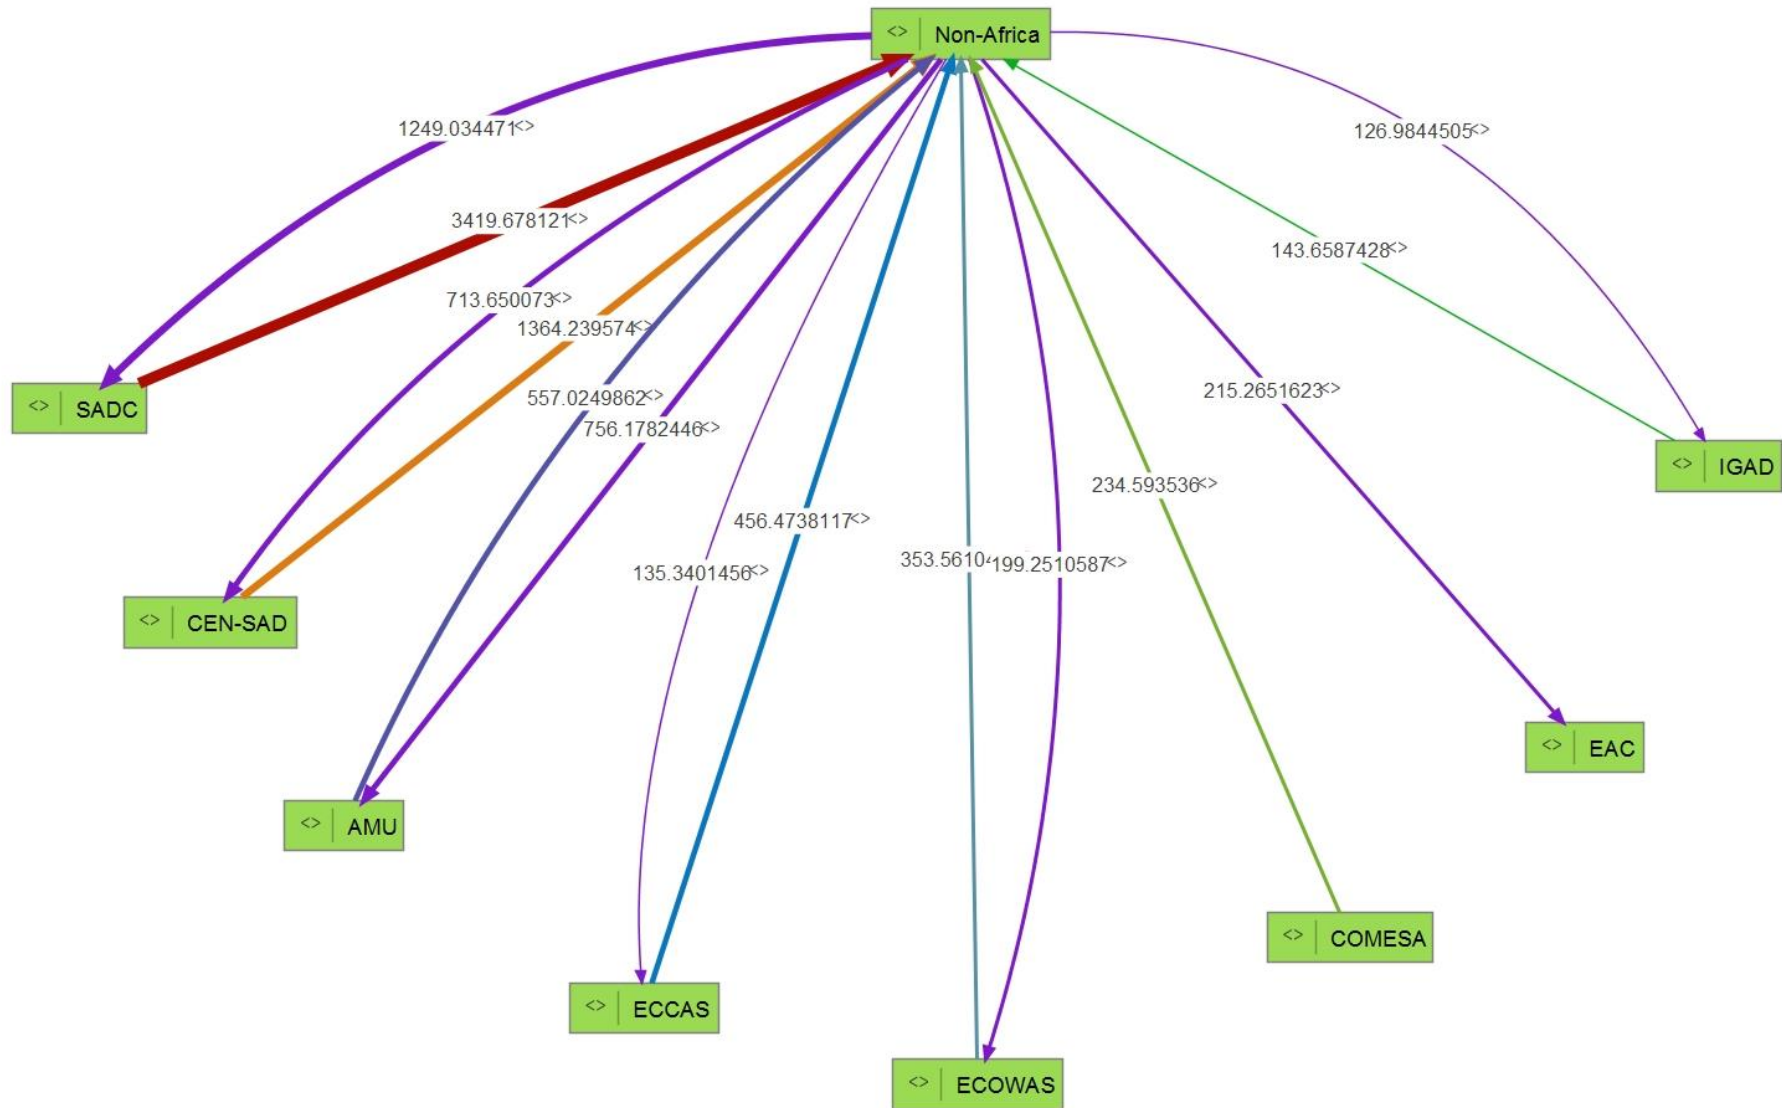 <> Non-Africa
1249.034471<>
126.9844505<>
3419.678121<>
143.6587428<>
713.650073<>
1364.239574<>
557.0249862<>
215.2651623<>
<> SADC
756.1782446<>
<> IGAD
234.593536<>
456.4738117<>
353.5610
199.2510587<>
135.3401456<>
<> CEN-SAD
<> EAC
<> AMU
<> COMESA
<> ECCAS
<> ECOWAS